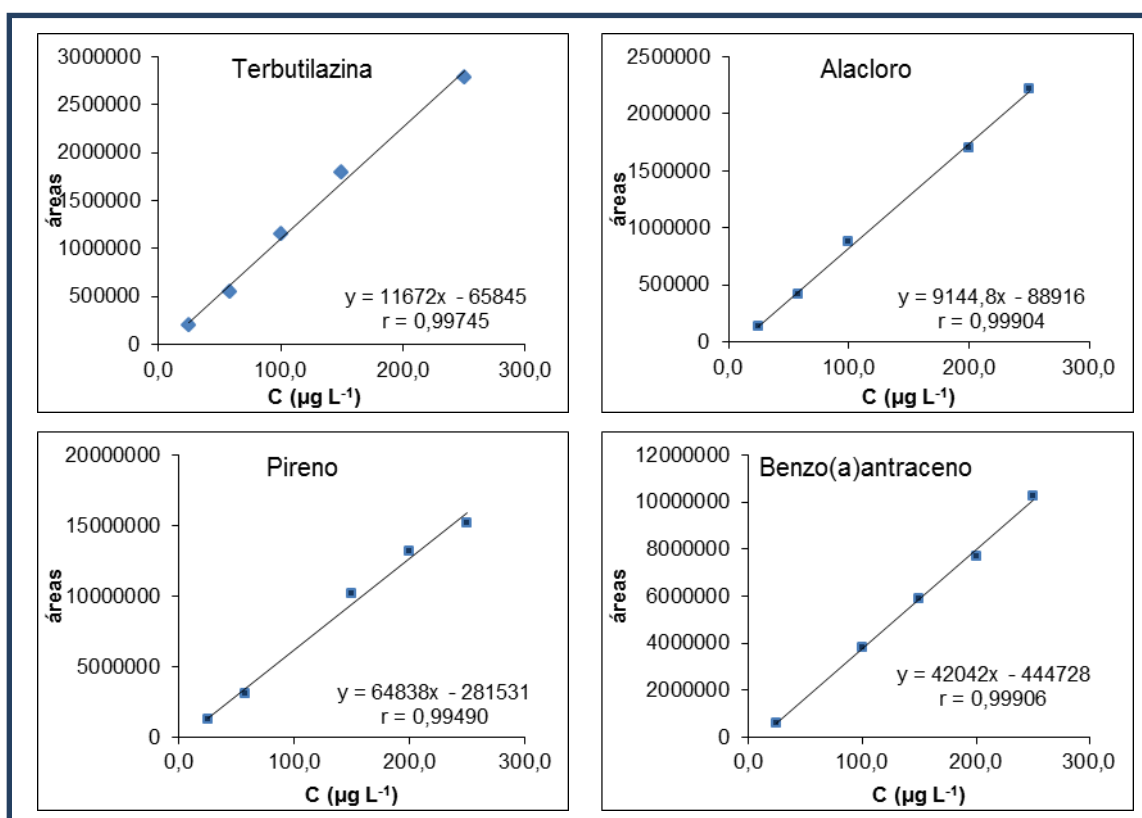 Terbutilazina
3000000
2500000
2000000
1500000
1000000
500000
0
áreas
y = 11672x - 65845
r = 0,99745
0,0 100,0 200,0 300,0
C (µg L⁻¹)
Alacloro
2500000
2000000
1500000
1000000
500000
0
áreas
y = 9144,8x - 88916
r = 0,99904
0,0 100,0 200,0 300,0
C (µg L⁻¹)
Pireno
20000000
15000000
10000000
5000000
0
áreas
y = 64838x - 281531
r = 0,99490
0,0 100,0 200,0 300,0
C (µg L⁻¹)
Benzo(a)antraceno
12000000
10000000
8000000
6000000
4000000
2000000
0
áreas
y = 42042x - 444728
r = 0,99906
0,0 100,0 200,0 300,0
C (µg L⁻¹)